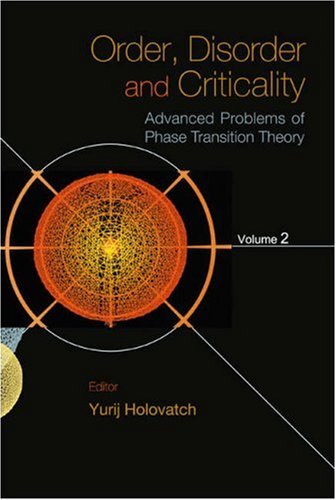 Order, Disorder
and Criticality
Advanced Problems of
Phase Transition Theory
Volume 2
Editor
Yurij Holovatch